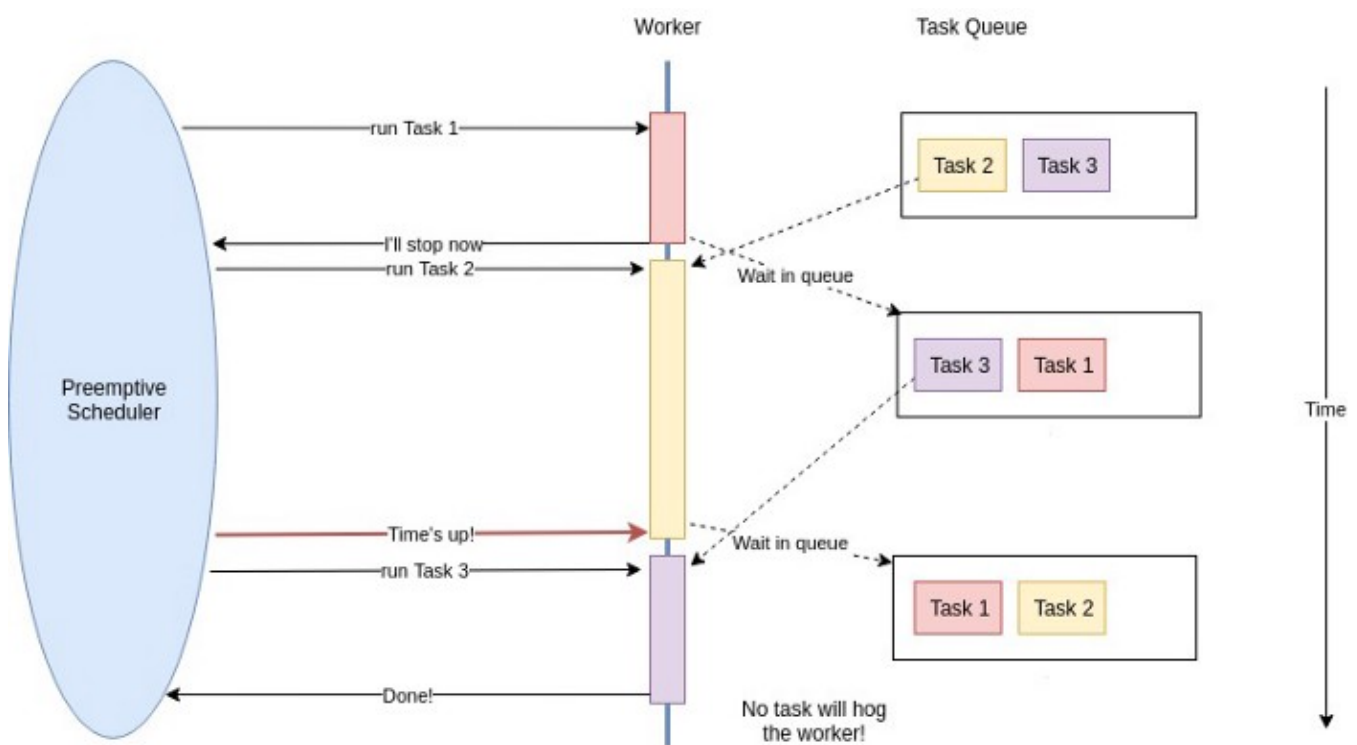 Worker
Task Queue
run Task 1
Task 2
Task 3
I'll stop now
run Task 2
Wait in queue
Task 3
Task 1
Preemptive
Scheduler
Time
Time's up!
Wait in queue
run Task 3
Task 1
Task 2
Done!
No task will hog
the worker!